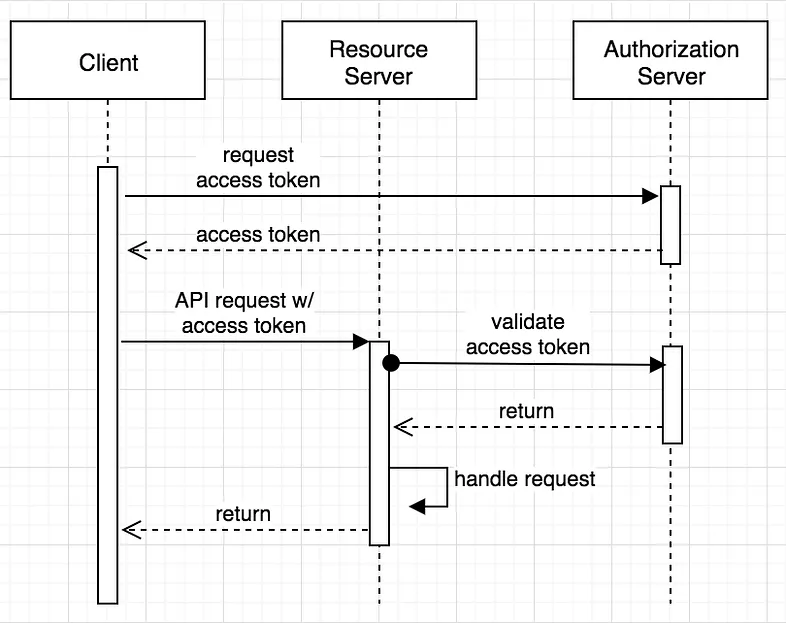 Client
Resource
Server
Authorization
Server
request
access token
access token
API request w/
access token
validate
access token
return
handle request
return